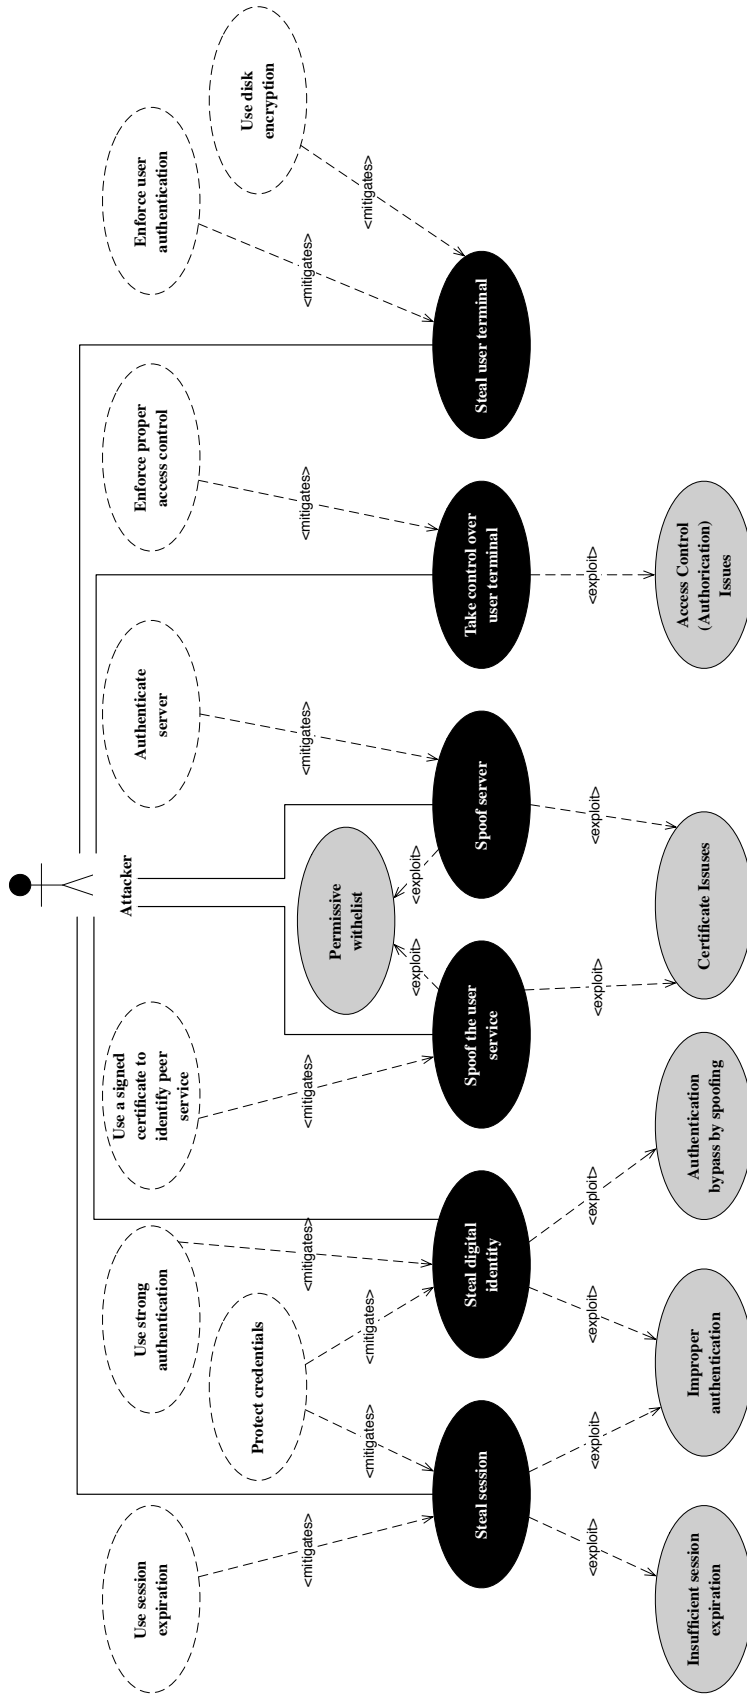 Attacker
Use session
expiration
Use strong
authentication
Use a signed
certificate to
identify peer
service
Authenticate
server
Enforce proper
access control
Enforce user
authentication
Protect credentials
Use disk
encryption
Permissive
withelist
<mitigates>
<mitigates>
<mitigates>
<mitigates>
<mitigates>
<mitigates>
<mitigates>
<mitigates>
<mitigates>
<exploit>
<exploit>
Steal session
Steal digital
identity
Spoof the user
service
Spoof server
Take control over
user terminal
Steal user terminal
<exploit>
<exploit>
<exploit>
<exploit>
<exploit>
<exploit>
<exploit>
Insufficient session
expiration
Improper
authentication
Authentication
bypass by spoofing
Certificate Issuses
Access Control
(Authorication)
Issues